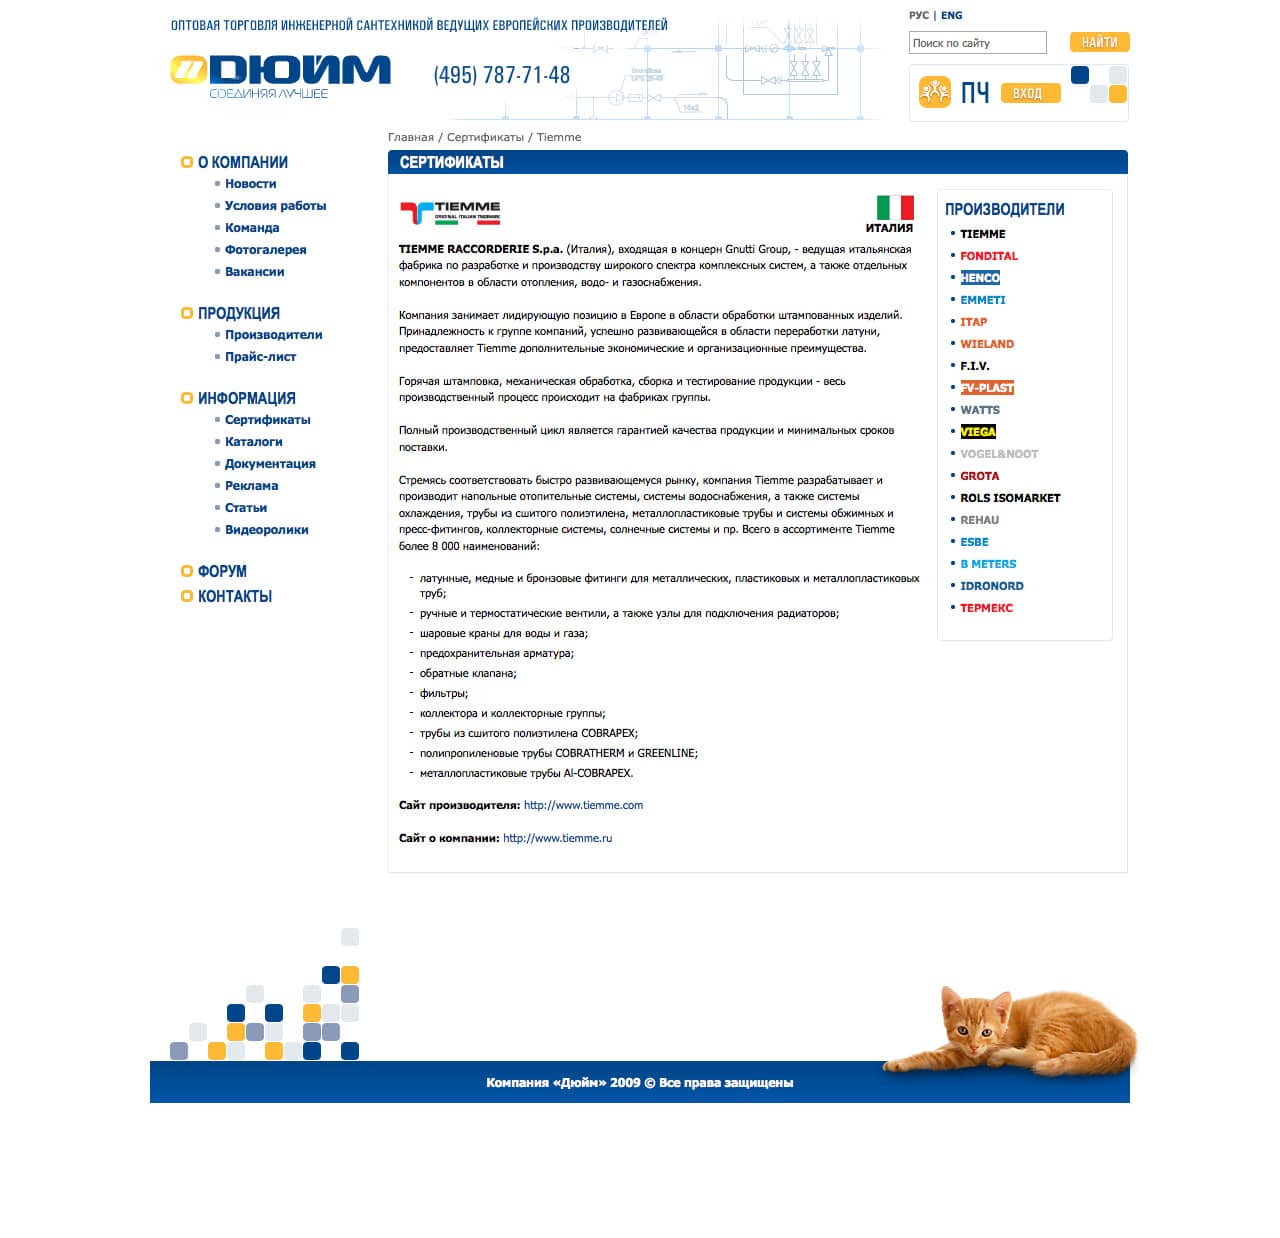 ОПТОВАЯ ТОРГОВЛЯ ИНЖЕНЕРНОЙ САНТЕХНИКОЙ ВЕДУЩИХ ЕВРОПЕЙСКИХ ПРОИЗВОДИТЕЛЕЙ
РУС | ENG
Поиск по сайту
НАЙТИ
ДЮЙМ
СОЕДИНЯЯ ЛУЧШЕЕ
(495) 787-71-48
ПЧ
ВХОД
Главная / Сертификаты / Tiemme
О КОМПАНИИ
Новости
Условия работы
Команда
Фотогалерея
Вакансии
ПРОДУКЦИЯ
Производители
Прайс-лист
ИНФОРМАЦИЯ
Сертификаты
Каталоги
Документация
Реклама
Статьи
Видеоролики
ФОРУМ
КОНТАКТЫ
СЕРТИФИКАТЫ
TIEMME
ORIGINAL ITALIAN TRADEMARK
ИТАЛИЯ
TIEMME RACCORDERIE S.p.a. (Италия), входящая в концерн Gnutti Group, - ведущая итальянская
фабрика по разработке и производству широкого спектра комплексных систем, а также отдельных
компонентов в области отопления, водо- и газоснабжения.
Компания занимает лидирующую позицию в Европе в области обработки штампованных изделий.
Принадлежность к группе компаний, успешно развивающейся в области переработки латуни,
предоставляет Tiemme дополнительные экономические и организационные преимущества.
Горячая штамповка, механическая обработка, сборка и тестирование продукции - весь
производственный процесс происходит на фабриках группы.
Полный производственный цикл является гарантией качества продукции и минимальных сроков
поставки.
Стремясь соответствовать быстро развивающемуся рынку, компания Tiemme разрабатывает и
производит напольные отопительные системы, системы водоснабжения, а также системы
охлаждения, трубы из сшитого полиэтилена, металлопластиковые трубы и системы обжимных и
пресс-фитингов, коллекторные системы, солнечные системы и пр. Всего в ассортименте Tiemme
более 8 000 наименований:
- латунные, медные и бронзовые фитинги для металлических, пластиковых и металлопластиковых
труб;
- ручные и термостатические вентили, а также узлы для подключения радиаторов;
- шаровые краны для воды и газа;
- предохранительная арматура;
- обратные клапана;
- фильтры;
- коллектора и коллекторные группы;
- трубы из сшитого полиэтилена COBRAPEX;
- полипропиленовые трубы COBRATHERM и GREENLINE;
- металлопластиковые трубы Al-COBRAPEX.
Сайт производителя: http://www.tiemme.com
Сайт о компании: http://www.tiemme.ru
ПРОИЗВОДИТЕЛИ
TIEMME
FONDITAL
HENCO
EMMETI
ITAP
WIELAND
F.I.V.
FV-PLAST
WATTS
VIEGA
VOGEL&NOOT
GROTA
ROLS ISOMARKET
REHAU
ESBE
B METERS
IDRONORD
ТЕРМЕКС
Компания «Дюйм» 2009 © Все права защищены